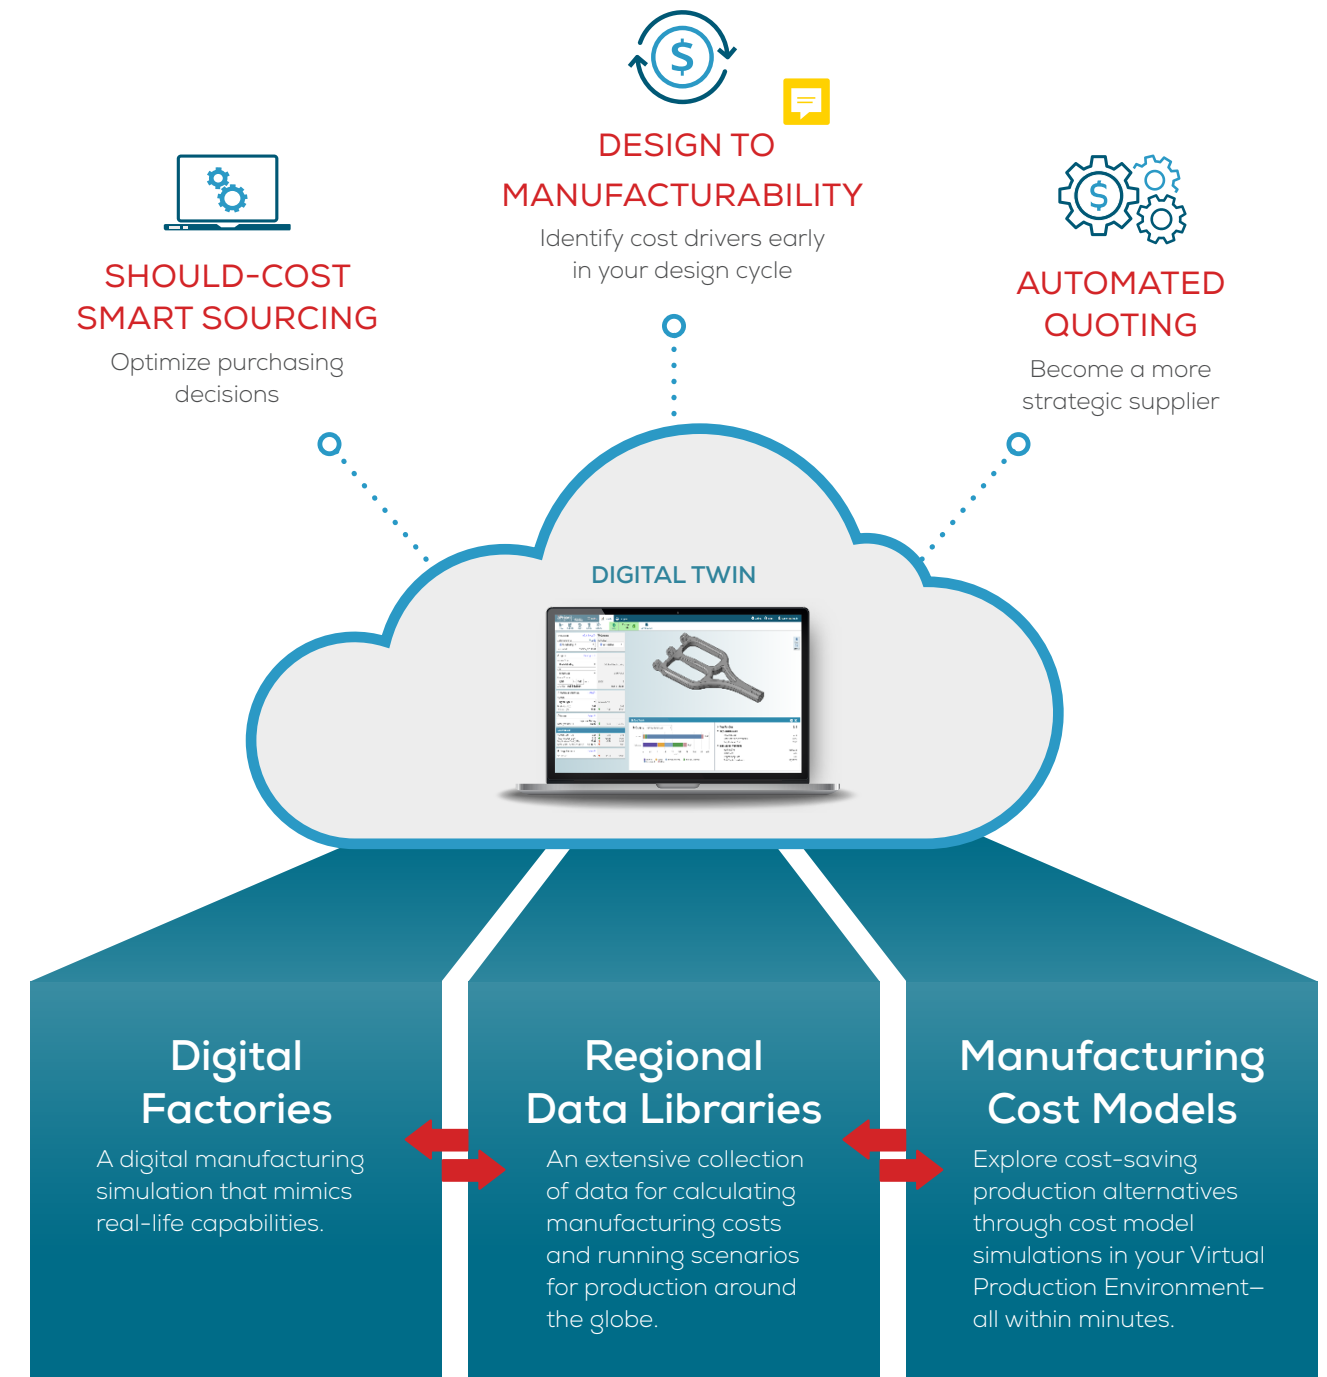 DESIGN TO
MANUFACTURABILITY
Identify cost drivers early
in your design cycle
SHOULD-COST
SMART SOURCING
Optimize purchasing
decisions
AUTOMATED
QUOTING
Become a more
strategic supplier
DIGITAL TWIN
Digital
Factories
A digital manufacturing
simulation that mimics
real-life capabilities.
Regional
Data Libraries
An extensive collection
of data for calculating
manufacturing costs
and running scenarios
for production around
the globe.
Manufacturing
Cost Models
Explore cost-saving
production alternatives
through cost model
simulations in your Virtual
Production Environment—
all within minutes.